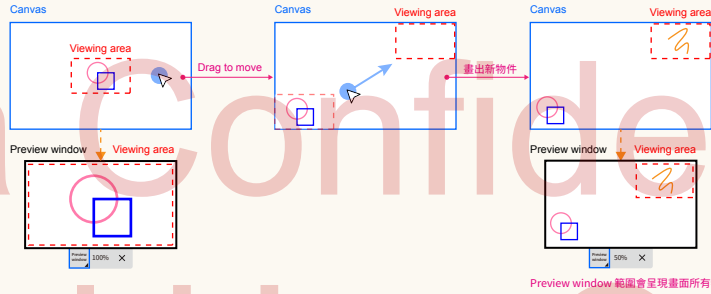 Canvas
Viewing area
Drag to move
Canvas
Viewing area
畫出新物件
Canvas
Viewing area
Preview window Viewing area
Preview window 100% ×
Preview window Viewing area
Preview window 50% ×
Preview window 範圍會呈現畫面所有
a Confide